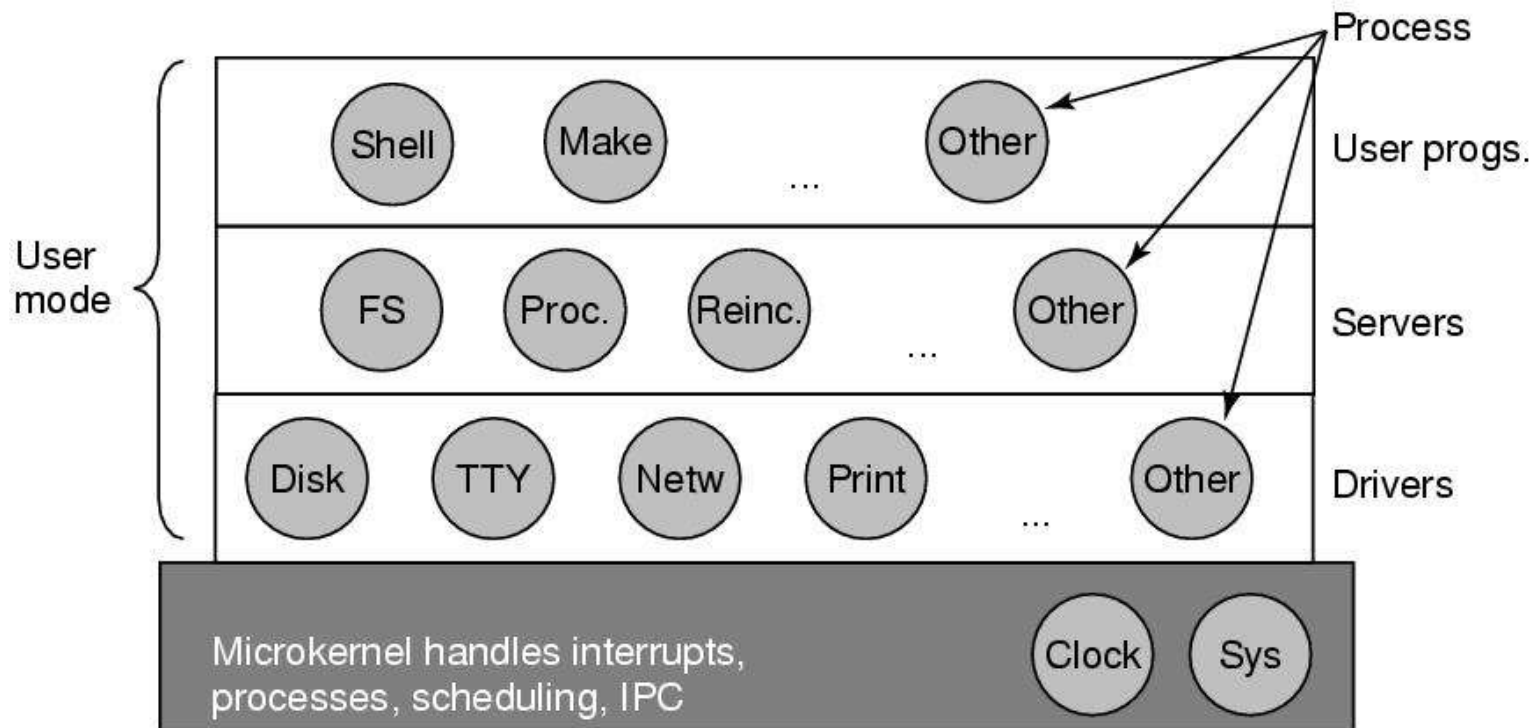 Process
Shell
Make
...
Other
User progs.
User
mode
FS
Proc.
Reinc.
...
Other
Servers
Disk
TTY
Netw
Print
...
Other
Drivers
Microkernel handles interrupts,
processes, scheduling, IPC
Clock
Sys